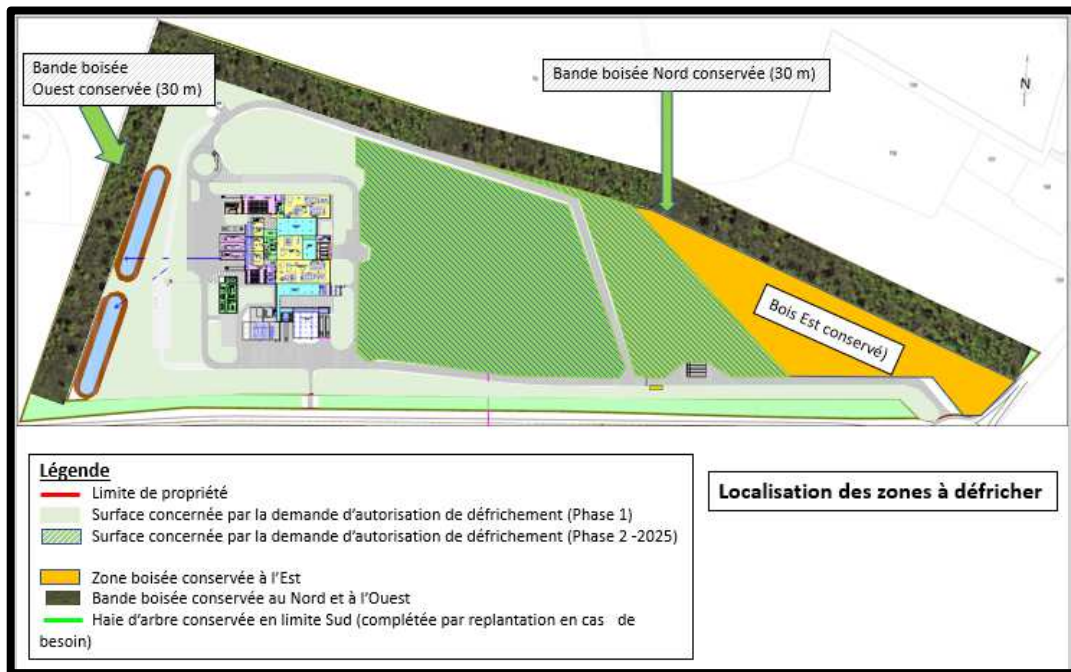 Bande boisée
Ouest conservée (30 m)
Bande boisée Nord conservée (30 m)
N
Bois Est conservé)
Légende
Limite de propriété
Surface concernée par la demande d'autorisation de défrichement (Phase 1)
Surface concernée par la demande d'autorisation de défrichement (Phase 2 -2025)
Zone boisée conservée à l'Est
Bande boisée conservée au Nord et à l'Ouest
Haie d'arbre conservée en limite Sud (complétée par replantation en cas de
besoin)
Localisation des zones à défricher